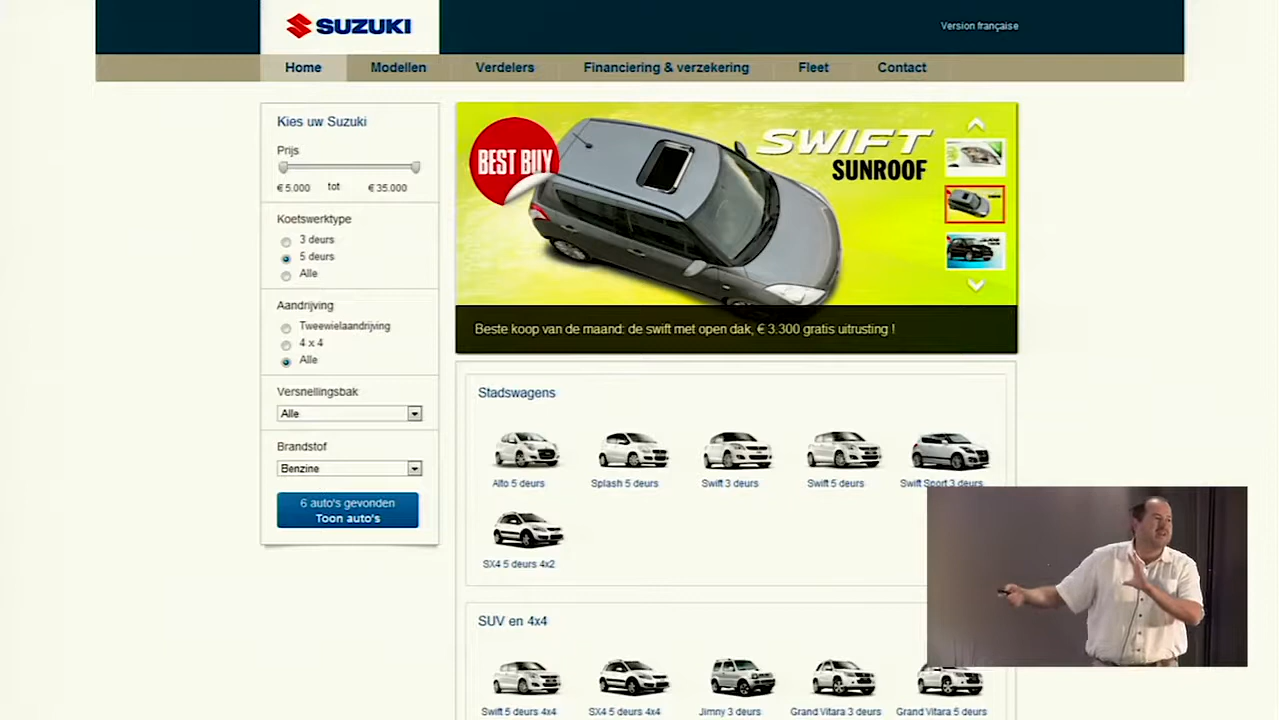 SUZUKI
Version française
Home Modellen Verdelers Financiering & verzekering Fleet Contact
Kies uw Suzuki
Prijs
€ 5.000 tot € 35.000
Koetswerktype
3 deurs
5 deurs
Alle
Aandrijving
Tweewielaandrijving
4 x 4
Alle
Versnellingsbak
Alle
Brandstof
Benzine
6 auto's gevonden
Toon auto's
BEST BUY
SWIFT
SUNROOF
Beste koop van de maand: de swift met open dak, € 3.300 gratis uitrusting !
Stadswagens
Alto 5 deurs Splash 5 deurs Swift 3 deurs Swift 5 deurs Swift Sport 3 deurs
SX4 5 deurs 4x2
SUV en 4x4
Swift 5 deurs 4x4 SX4 5 deurs 4x4 Jimny 3 deurs Grand Vitara 3 deurs Grand Vitara 5 deurs